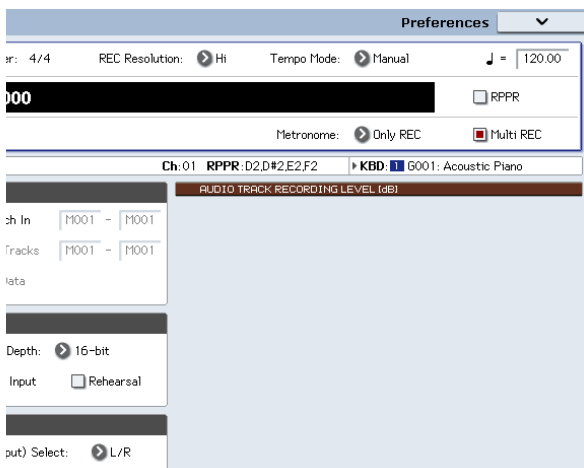 Preferences
er: 4/4 REC Resolution: Hi Tempo Mode: Manual ♩ = 120.00
000 RPPR
Metronome: Only REC Multi REC
Ch:01 RPPR:D2,D#2,E2,F2 KBD: 1 G001: Acoustic Piano
AUDIO TRACK RECORDING LEVEL [dB]
ch In M001 - M001
Tracks M001 - M001
Data
Depth: 16-bit
Input Rehearsal
put) Select: L/R